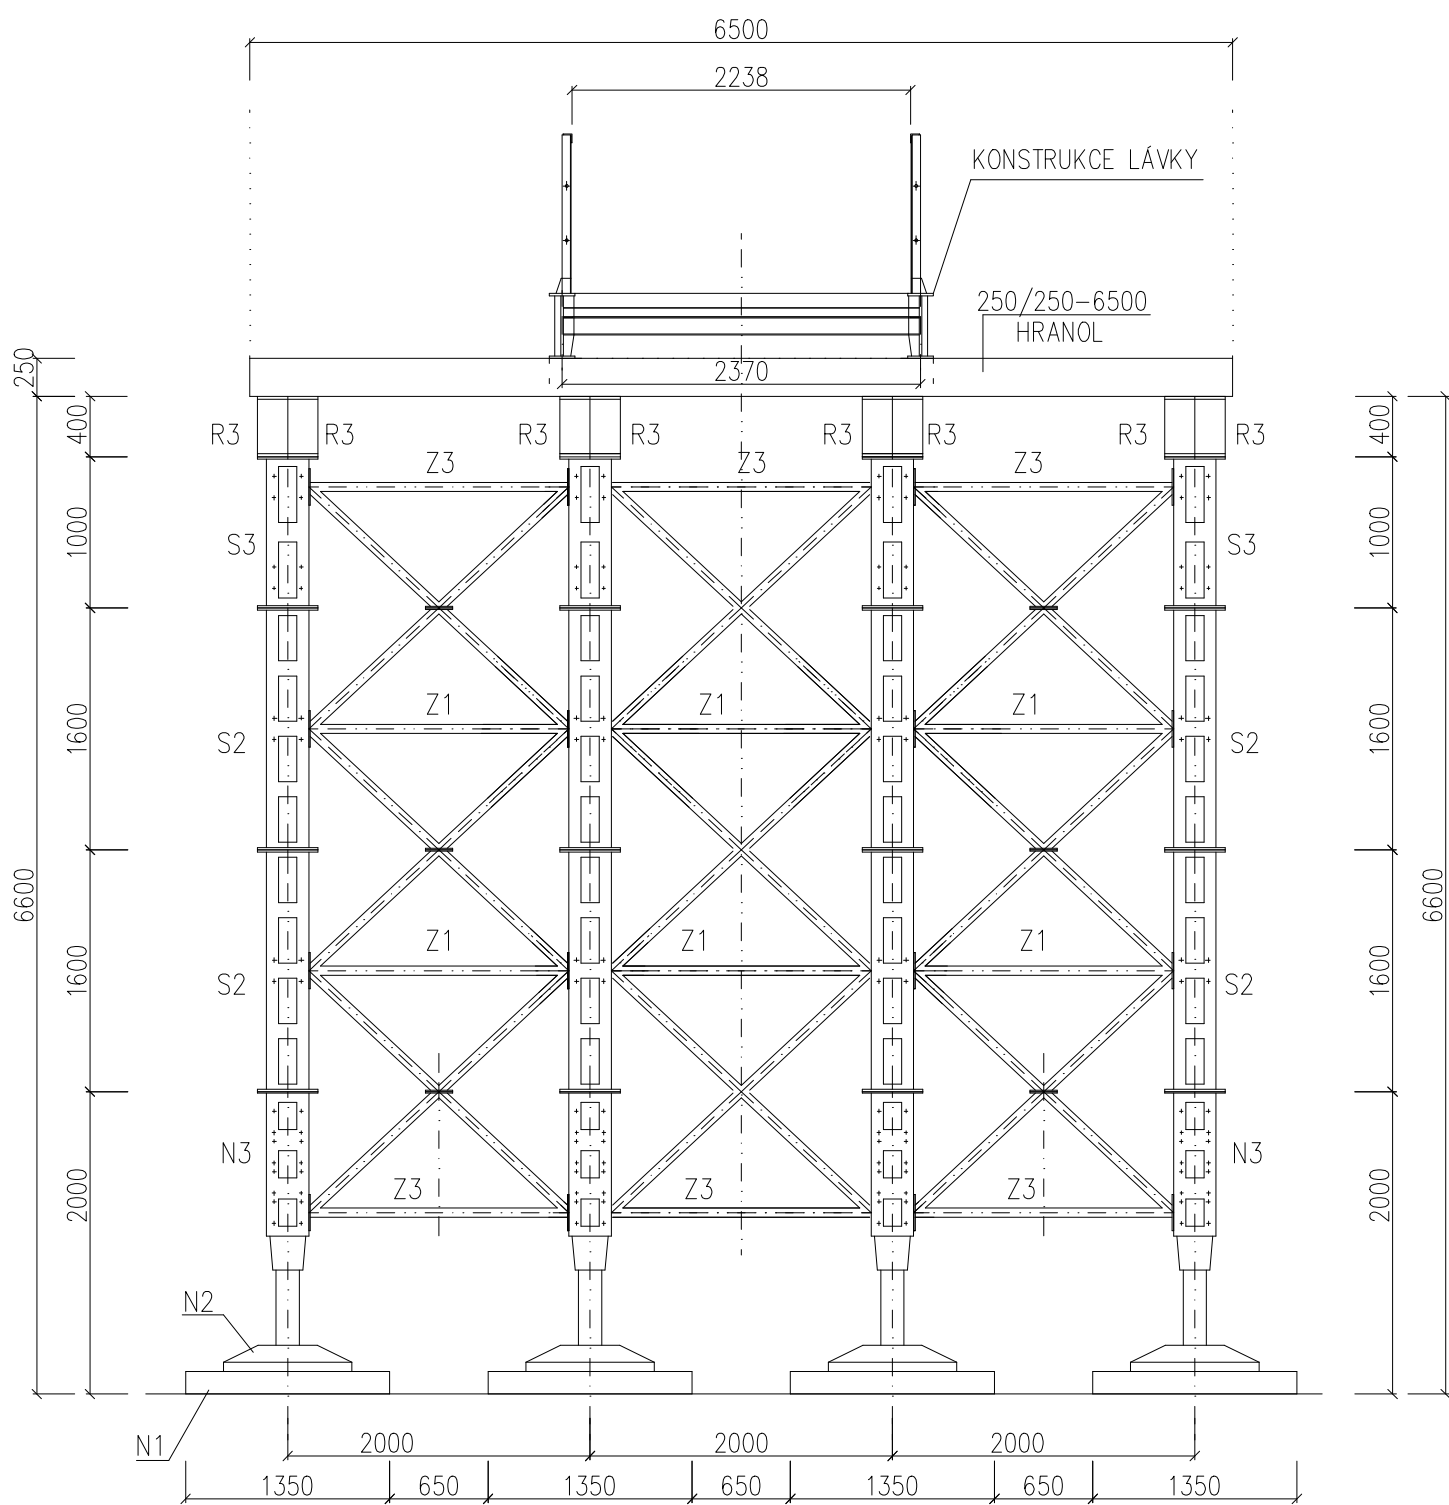 6500
2238
KONSTRUKCE LÁVKY
250/250-6500
HRANOL
250
2370
400
R3 R3 R3 R3 R3 R3 R3 R3
400
Z3 Z3 Z3
1000
S3 S3
1000
Z1 Z1 Z1
1600
S2 S2
1600
6600
6600
Z1 Z1 Z1
1600
S2 S2
1600
N3 N3
Z3 Z3 Z3
2000
2000
N2
N1
2000 2000 2000
1350 650 1350 650 1350 650 1350